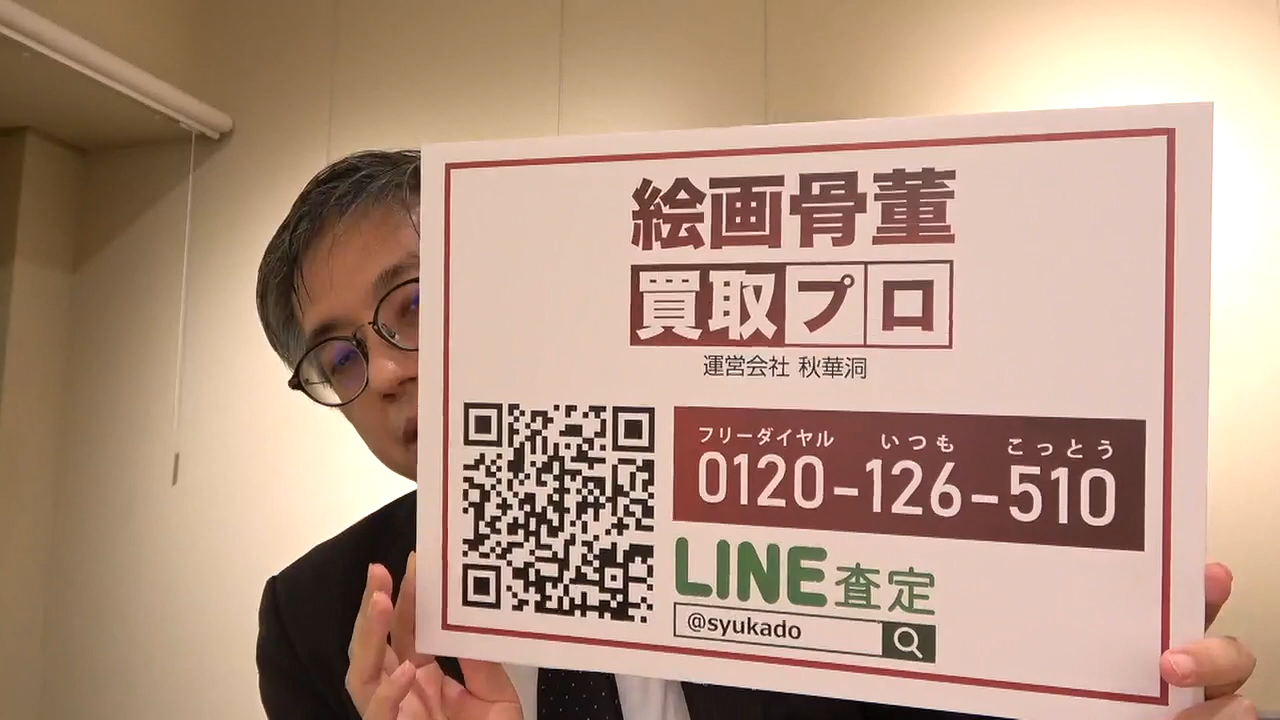 絵画骨董
買取プロ
運営会社 秋華洞
フリーダイヤル いつも こっとう
0120-126-510
LINE査定
@syukado